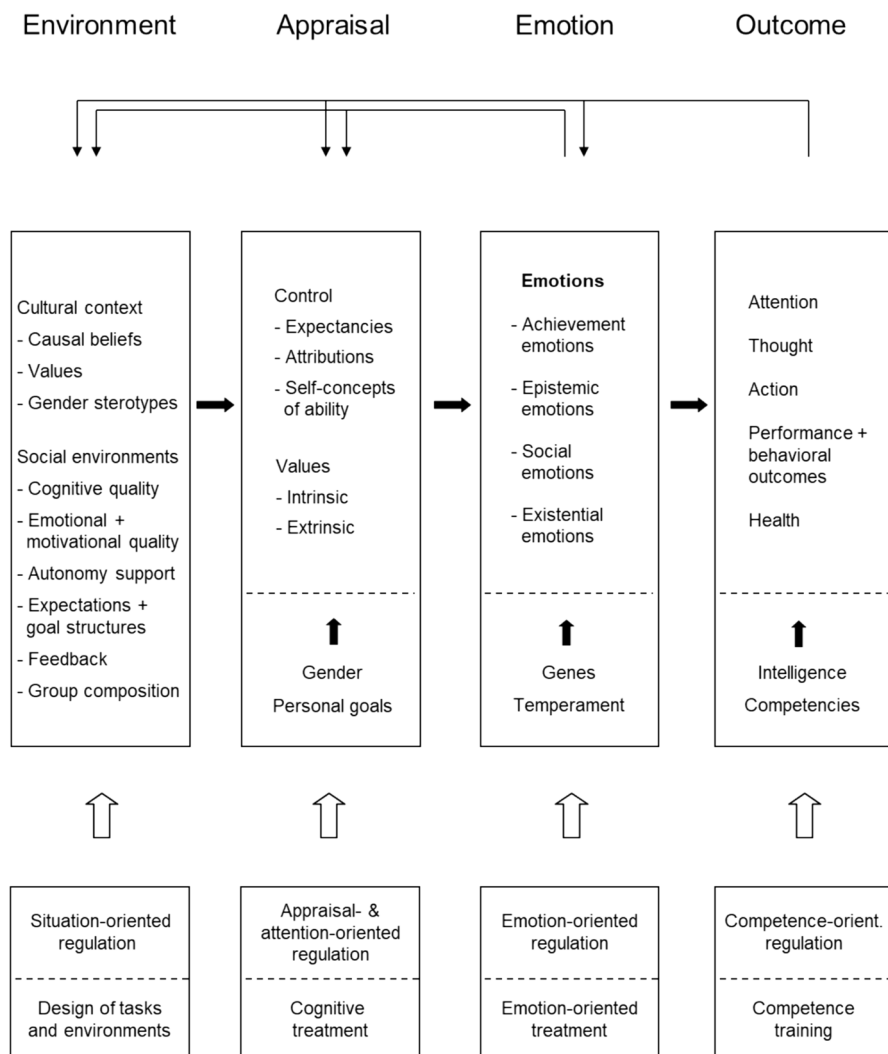 Environment
Appraisal
Emotion
Outcome
Cultural context
- Causal beliefs
- Values
- Gender sterotypes
Social environments
- Cognitive quality
- Emotional +
motivational quality
- Autonomy support
- Expectations +
goal structures
- Feedback
- Group composition
Control
- Expectancies
- Attributions
- Self-concepts
of ability
Values
- Intrinsic
- Extrinsic
Gender
Personal goals
Emotions
- Achievement
emotions
- Epistemic
emotions
- Social
emotions
- Existential
emotions
Genes
Temperament
Attention
Thought
Action
Performance +
behavioral
outcomes
Health
Intelligence
Competencies
Situation-oriented
regulation
Design of tasks
and environments
Appraisal- &
attention-oriented
regulation
Cognitive
treatment
Emotion-oriented
regulation
Emotion-oriented
treatment
Competence-orient.
regulation
Competence
training